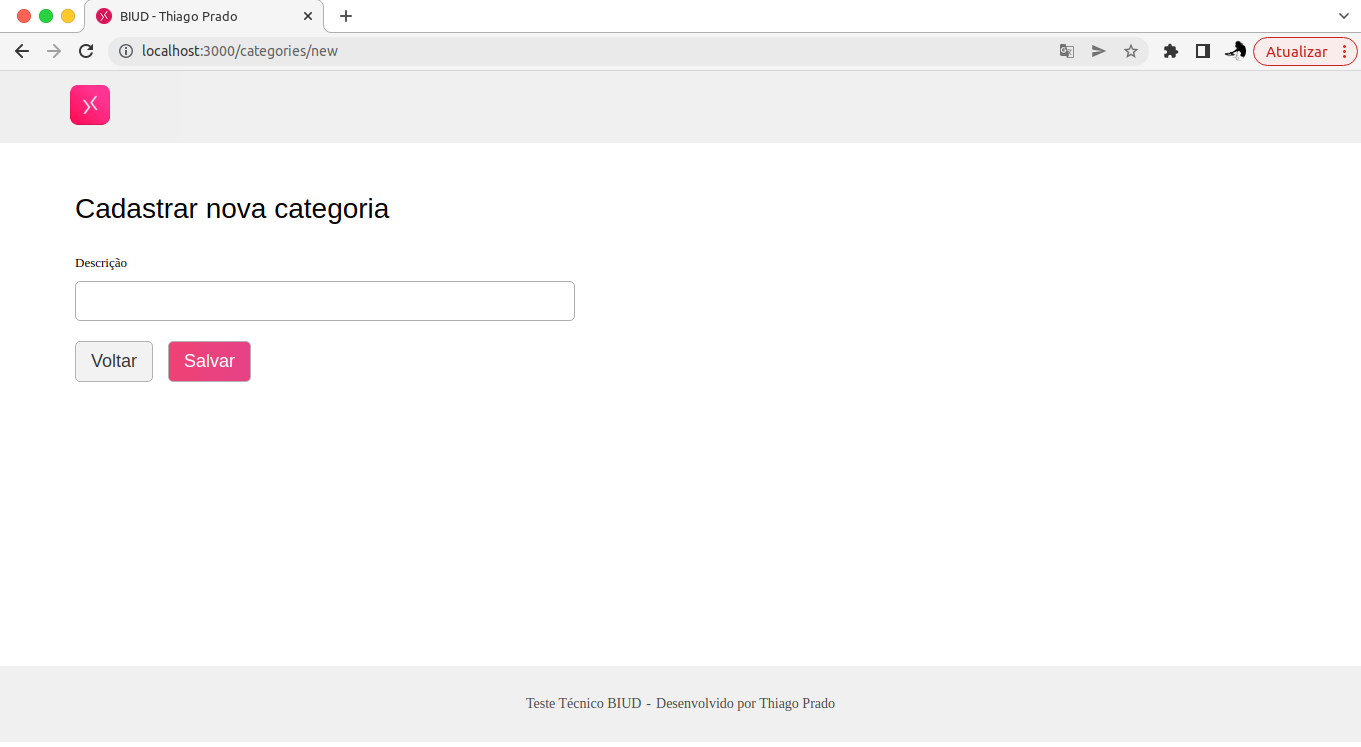 BIUD - Thiago Prado
localhost:3000/categories/new
Atualizar
Cadastrar nova categoria
Descrição
Voltar Salvar
Teste Técnico BIUD - Desenvolvido por Thiago Prado